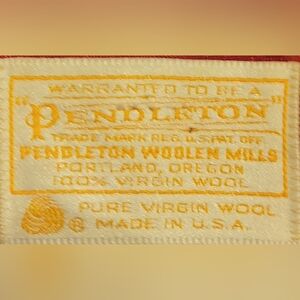 WARRANTED TO BE A
"PENDLETON"
TRADE MARK REG. U.S. PAT. OFF
PENDLETON WOOLEN MILLS
PORTLAND, OREGON
100% VIRGIN WOOL
PURE VIRGIN WOOL
® MADE IN U.S.A.